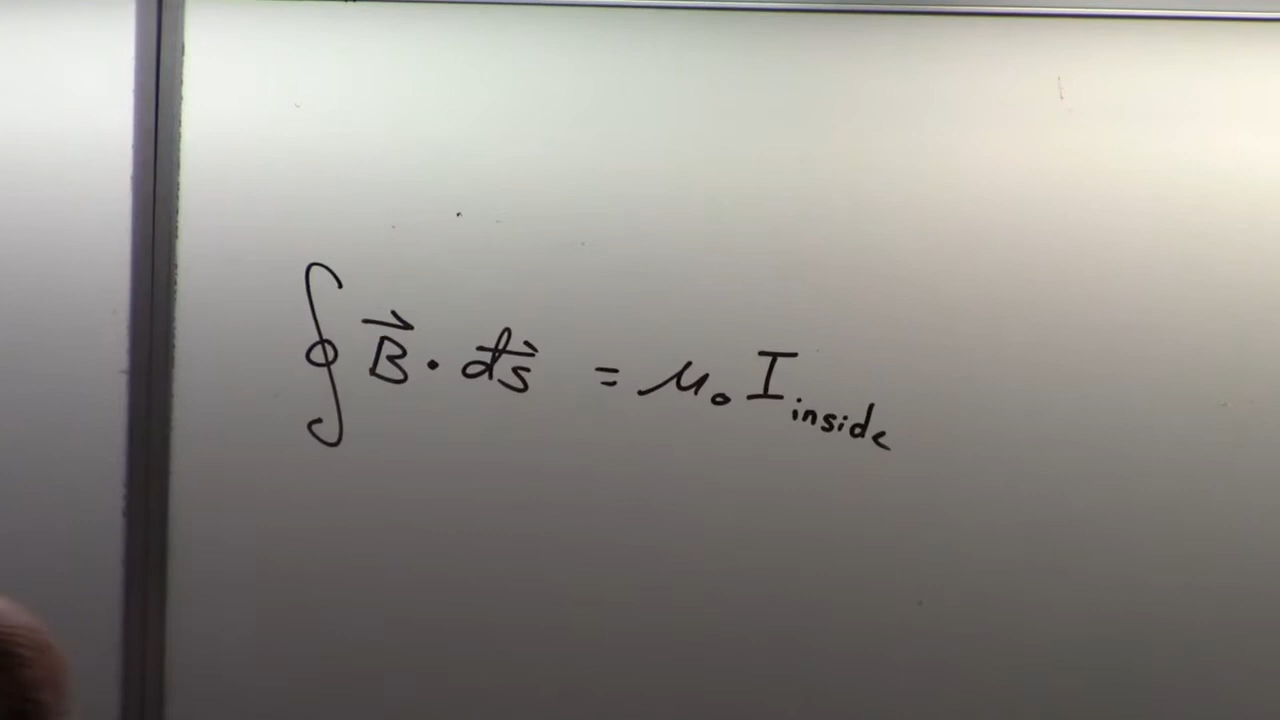 ∮ B⃗ · ds⃗ = μ₀ I_inside